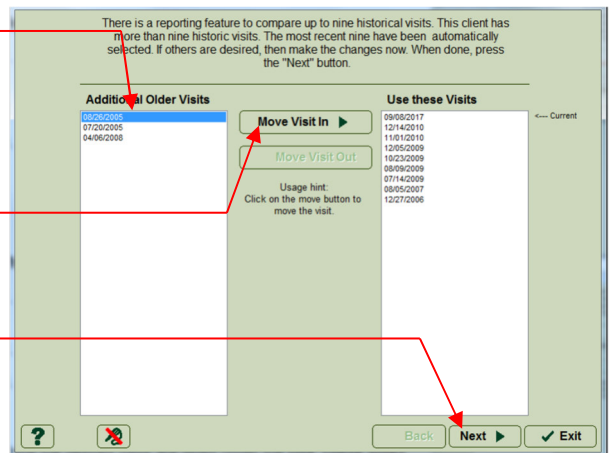 There is a reporting feature to compare up to nine historical visits. This client has
more than nine historic visits. The most recent nine have been automatically
selected. If others are desired, then make the changes now. When done, press
the "Next" button.
Additional Older Visits
08/26/2005
07/20/2005
04/06/2008
Move Visit In
Move Visit Out
Usage hint:
Click on the move button to
move the visit.
Use these Visits
09/08/2017
12/14/2010
11/01/2010
12/05/2009
10/23/2009
08/09/2009
07/14/2009
08/05/2007
12/27/2006
<--- Current
?
Back
Next
Exit